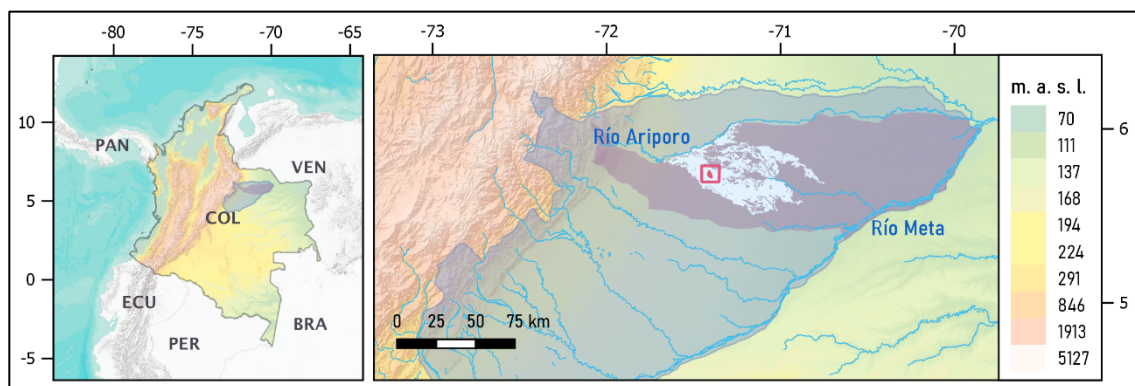 -80 -75 -70 -65
-73 -72 -71 -70
10
5
0
-5
PAN
VEN
COL
ECU
PER
BRA
Río Ariporo
Río Meta
0 25 50 75 km
m. a. s. l.
70
111
137
168
194
224
291
846
1913
5127
6
5